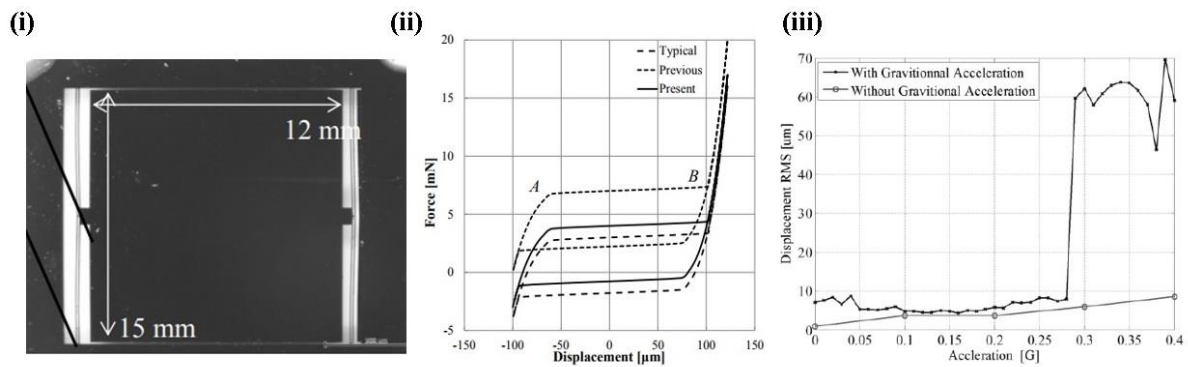 (i)
12 mm
15 mm
(ii)
20
15
10
5
0
-5
-150
-100
-50
0
50
100
150
Force [mN]
Displacement [µm]
Typical
Previous
Present
A
B
(iii)
70
60
50
40
30
20
10
0
0
0.05
0.1
0.15
0.2
0.25
0.3
0.35
0.4
Displacement RMS [um]
Accleration [G]
With Gravitionnal Acceleration
Without Gravitional Acceleration